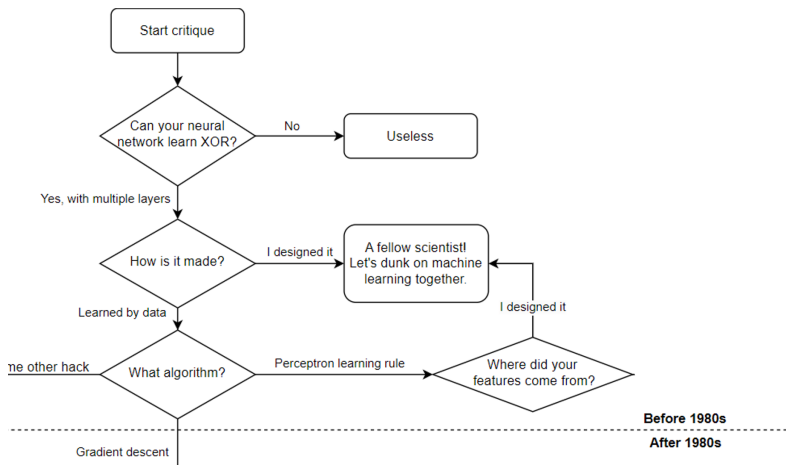 Start critique
Can your neural
network learn XOR?
No
Useless
Yes, with multiple layers
How is it made?
I designed it
A fellow scientist!
Let's dunk on machine
learning together.
I designed it
Learned by data
other hack
What algorithm?
Perceptron learning rule
Where did your
features come from?
Before 1980s
After 1980s
Gradient descent